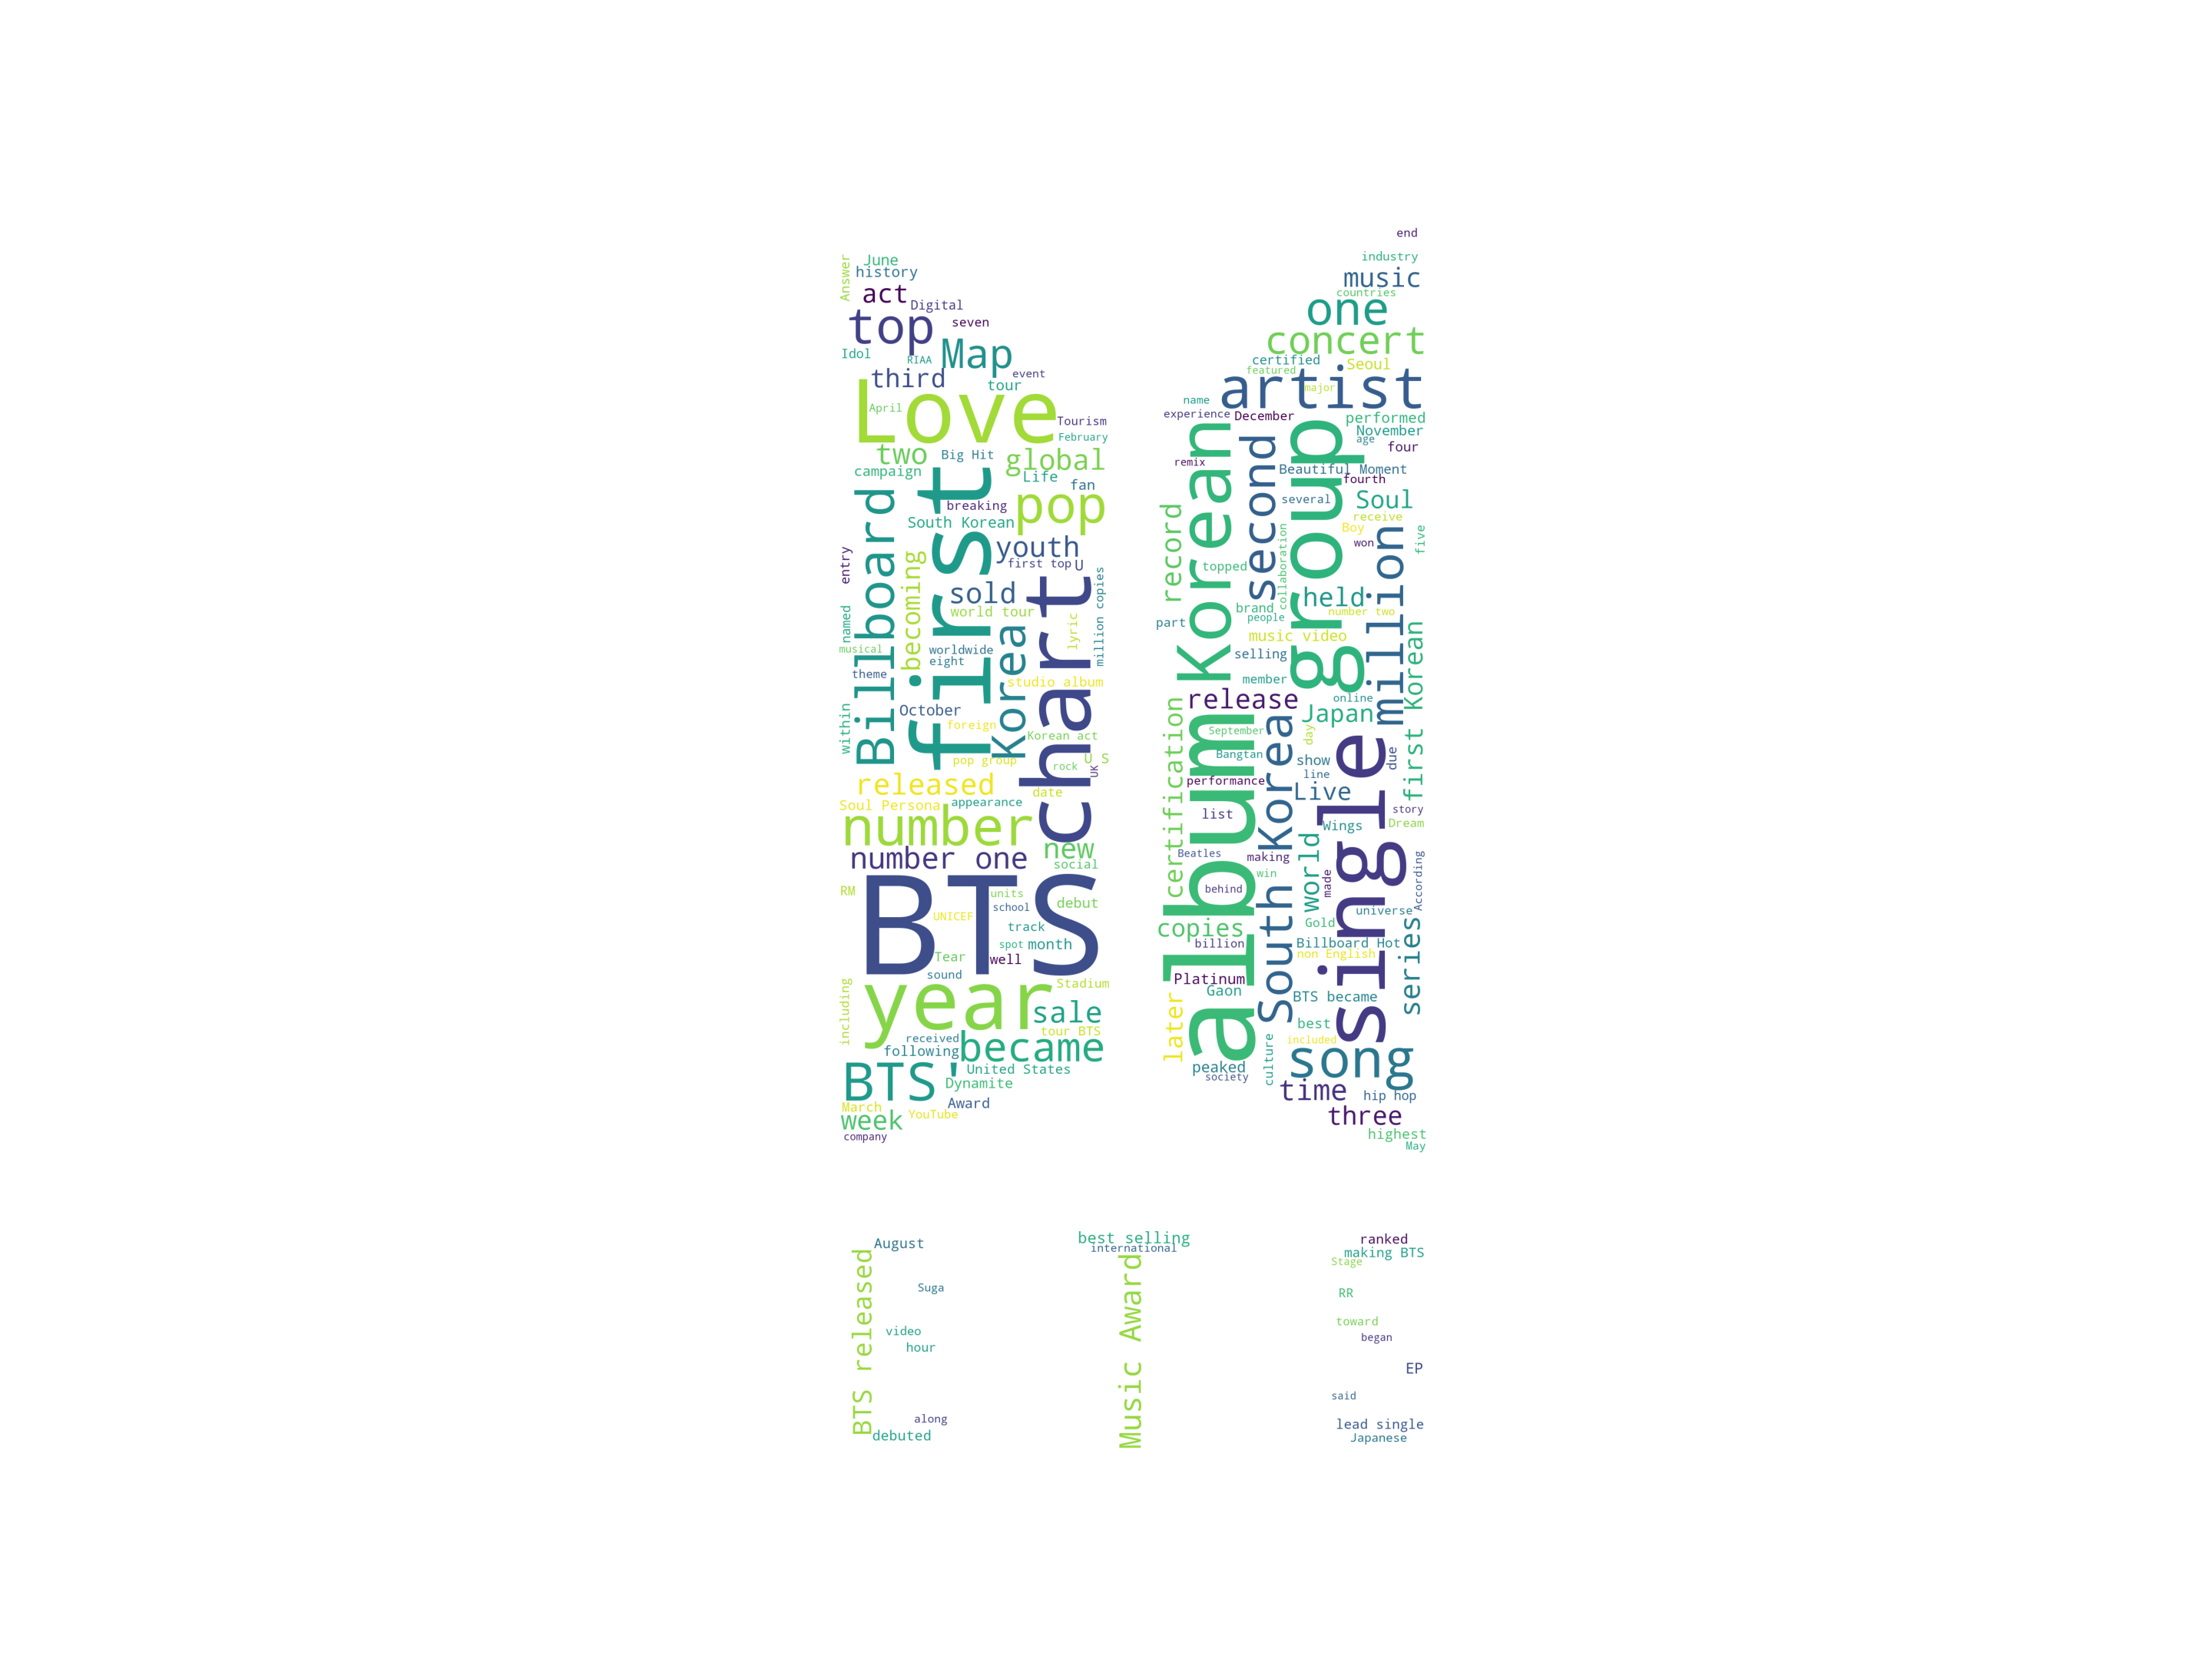 end
June
industry
Answer
history
music
act
countries
Digital
one
top
seven
concert
Idol
RIAA
Map
certified
Seoul
third
event
featured
tour
artist
major
Love
April
name
Tourism
experience
December
performed
February
November
age
two
Big Hit
global
four
campaign
Life
remix
Beautiful Moment
fourth
fan
first
breaking
pop
Korean
second
group
several
Soul
Billboard
South Korean
record
receive
Boy
youth
won
five
entry
first top
U
becoming
topped
collaboration
million
sold
chart
million copies
held
named
world tour
brand
number two
lyric
people
part
music video
musical
worldwide
Korea
selling
first Korean
eight
theme
studio album
member
release
online
October
Japan
within
foreign
certification
album
South Korea
September
day
Korean act
single
pop group
U S
Bangtan
show
due
rock
UK
line
released
date
performance
Live
Soul Persona
appearance
list
story
number
Wings
Dream
number one
new
Beatles
making
world
social
win
made
According
RM
BTS
units
behind
debut
school
universe
UNICEF
copies
Gold
series
track
spot
month
billion
Billboard Hot
Tear
well
non English
sound
Platinum
year
Stadium
Gaon
BTS became
including
sale
later
best
tour BTS
included
received
became
song
following
peaked
culture
United States
society
BTS'
Dynamite
time
hip hop
March
Award
week
YouTube
three
company
highest
May
best selling
August
international
ranked
making BTS
BTS released
Music Award
Stage
Suga
RR
toward
video
began
hour
EP
said
along
lead single
debuted
Japanese